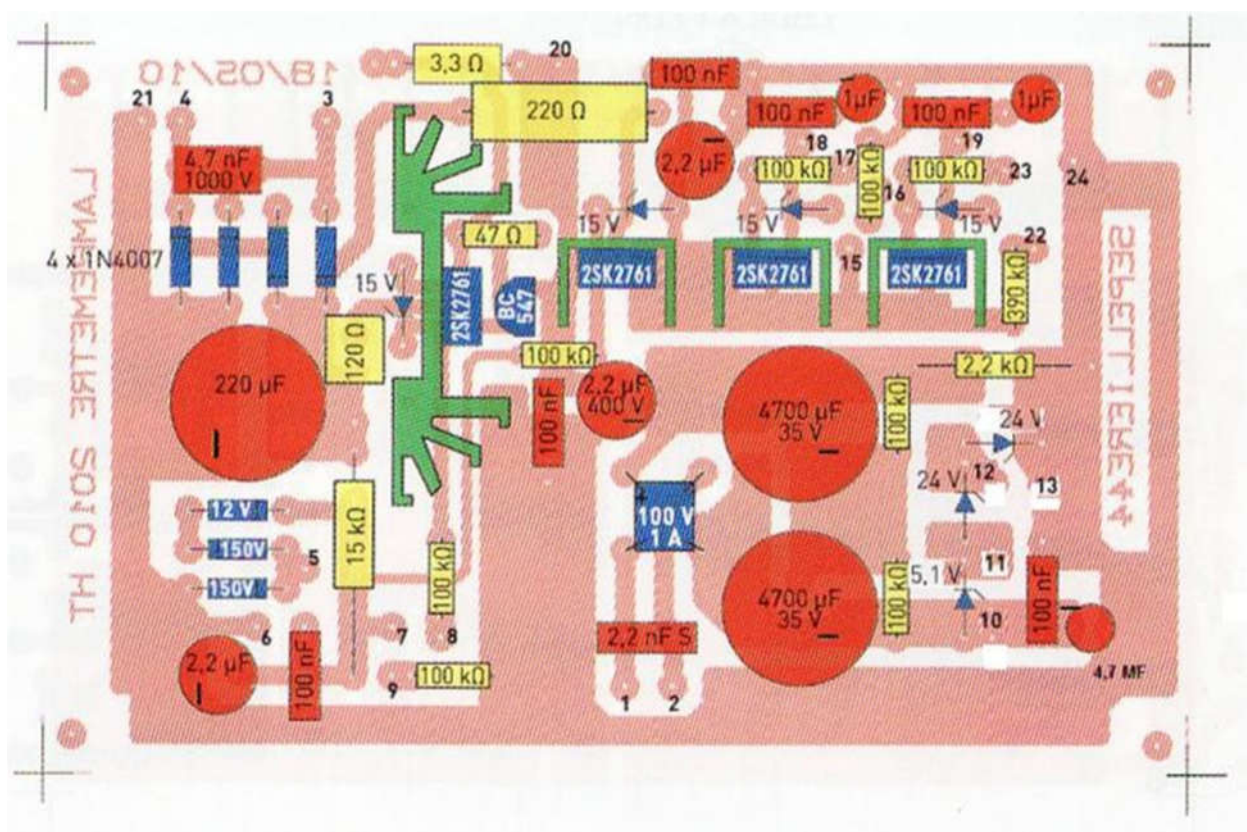 18/05/10
3,3 Ω
20
100 nF
1µF
1µF
21
4
3
220 Ω
100 nF
100 nF
4,7 nF
1000 V
2,2 µF
18
17
19
100 kΩ
100 kΩ
100 kΩ
16
23
24
15 V
15 V
15 V
47 Ω
22
4 x 1N4007
15 V
2SK2761
BC
547
2SK2761
2SK2761
2SK2761
15
390 kΩ
120 Ω
100 kΩ
2,2 kΩ
220 µF
100 nF
2,2 µF
400 V
4700 µF
35 V
100 kΩ
24 V
12
24 V
13
12 V
150V
150V
5
15 kΩ
100 kΩ
100 V
1 A
11
5,1 V
4700 µF
35 V
100 kΩ
10
100 nF
6
7
8
2,2 nF S
2,2 µF
100 nF
9
100 kΩ
4,7 MF
1
2
LAMPEMETRE SO10 HT
SEPELLIERE44